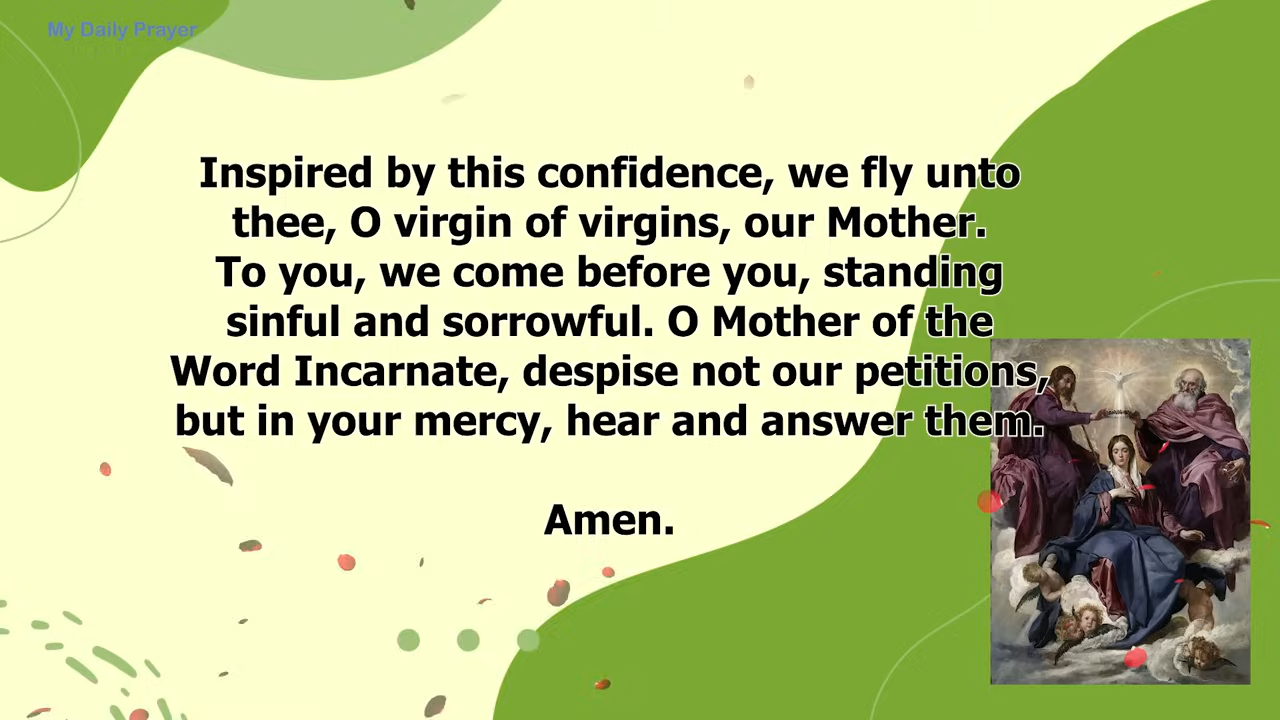 My Daily Prayer
Inspired by this confidence, we fly unto
thee, O virgin of virgins, our Mother.
To you, we come before you, standing
sinful and sorrowful. O Mother of the
Word Incarnate, despise not our petitions,
but in your mercy, hear and answer them.
Amen.